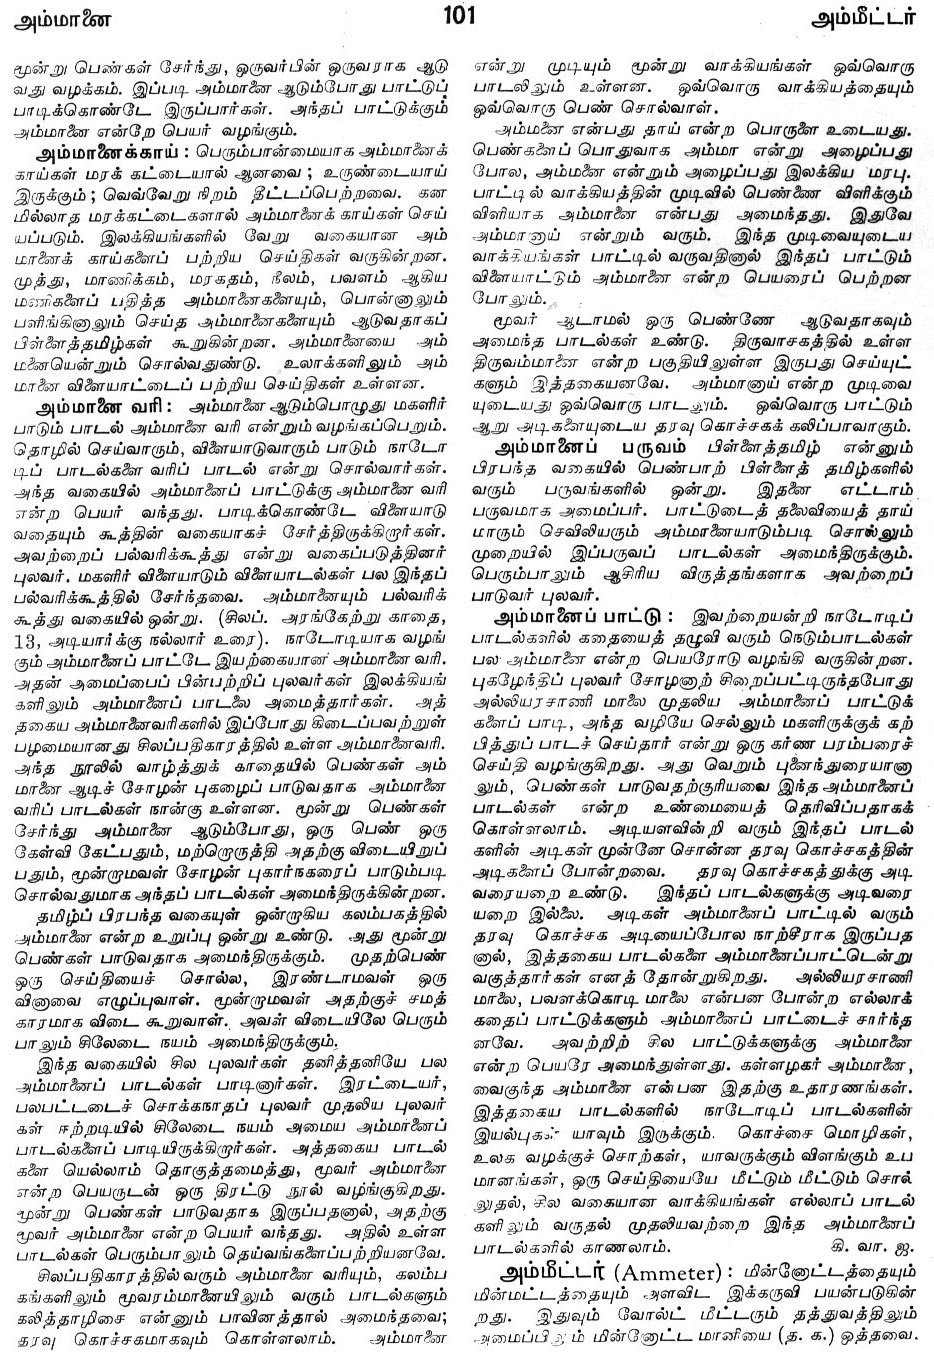 அம்மானை
101
அம்மீட்டர்
மூன்று பெண்கள் சேர்ந்து, ஒருவர்பின் ஒருவராக ஆடு
வது வழக்கம். இப்படி அம்மானை ஆடும்போது பாட்டுப்
பாடிக்கொண்டே இருப்பார்கள். அந்தப் பாட்டுக்கும்
அம்மானை என்றே பெயர் வழங்கும்.
அம்மானைக்காய் : பெரும்பான்மையாக அம்மானைக்
காய்கள் மரக் கட்டையால் ஆனவை ; உருண்டையாய்
இருக்கும் ; வெவ்வேறு நிறம் தீட்டப்பெற்றவை. கன
மில்லாத மரக்கட்டைகளால் அம்மானைக் காய்கள் செய்
யப்படும். இலக்கியங்களில் வேறு வகையான அம்
மானைக் காய்களைப் பற்றிய செய்திகள் வருகின்றன.
முத்து, மாணிக்கம், மரகதம், நீலம், பவளம் ஆகிய
மணிகளைப் பதித்த அம்மானைகளையும், பொன்னாலும்
பளிங்கினாலும் செய்த அம்மானைகளையும் ஆடுவதாகப்
பிள்ளைத்தமிழ்கள் கூறுகின்றன. அம்மானையை அம்
மனையென்றும் சொல்வதுண்டு. உலாக்களிலும் அம்
மானை விளையாட்டைப் பற்றிய செய்திகள் உள்ளன.
அம்மானை வரி : அம்மானை ஆடும்பொழுது மகளிர்
பாடும் பாடல் அம்மானை வரி என்றும் வழங்கப்பெறும்.
தொழில் செய்வாரும், விளையாடுவாரும் பாடும் நாடோ
டிப் பாடல்களை வரிப் பாடல் என்று சொல்வார்கள்.
அந்த வகையில் அம்மானைப் பாட்டுக்கு அம்மானை வரி
என்ற பெயர் வந்தது. பாடிக்கொண்டே விளையாடு
வதையும் கூத்தின் வகையாகச் சேர்த்திருக்கிறார்கள்.
அவற்றைப் பல்வரிக்கூத்து என்று வகைப்படுத்தினர்
புலவர். மகளிர் விளையாடும் விளையாடல்கள் பல இந்தப்
பல்வரிக்கூத்தில் சேர்ந்தவை. அம்மானையும் பல்வரிக்
கூத்து வகையில் ஒன்று. (சிலப். அரங்கேற்று காதை,
13, அடியார்க்கு நல்லார் உரை). நாடோடியாக வழங்
கும் அம்மானைப் பாட்டே இயற்கையான அம்மானை வரி.
அதன் அமைப்பைப் பின்பற்றிப் புலவர்கள் இலக்கியங்
களிலும் அம்மானைப் பாடலை அமைத்தார்கள். அத்
தகைய அம்மானைவரிகளில் இப்போது கிடைப்பவற்றுள்
பழமையானது சிலப்பதிகாரத்தில் உள்ள அம்மானைவரி.
அந்த நூலில் வாழ்த்துக் காதையில் பெண்கள் அம்
மானை ஆடிச் சோழன் புகழைப் பாடுவதாக அம்மானை
வரிப் பாடல்கள் நான்கு உள்ளன. மூன்று பெண்கள்
சேர்ந்து அம்மானை ஆடும்போது, ஒரு பெண் ஒரு
கேள்வி கேட்பதும், மற்றொருத்தி அதற்கு விடையிறுப்
பதும், மூன்றாமவள் சோழன் புகார்நகரைப் பாடும்படி
சொல்வதுமாக அந்தப் பாடல்கள் அமைந்திருக்கின்றன.
தமிழ்ப் பிரபந்த வகையுள் ஒன்றாகிய கலம்பகத்தில்
அம்மானை என்ற உறுப்பு ஒன்று உண்டு. அது மூன்று
பெண்கள் பாடுவதாக அமைந்திருக்கும். முதற்பெண்
ஒரு செய்தியைச் சொல்ல, இரண்டாமவள் ஒரு
வினாவை எழுப்புவாள். மூன்றாமவள் அதற்குச் சமத்
காரமாக விடை கூறுவாள். அவள் விடையிலே பெரும்
பாலும் சிலேடை நயம் அமைந்திருக்கும்.
இந்த வகையில் சில புலவர்கள் தனித்தனியே பல
அம்மானைப் பாடல்கள் பாடினார்கள். இரட்டையர்,
பலபட்டடைச் சொக்கநாதப் புலவர் முதலிய புலவர்
கள் ஈற்றடியில் சிலேடை நயம் அமைய அம்மானைப்
பாடல்களைப் பாடியிருக்கிறார்கள். அத்தகைய பாடல்
களை யெல்லாம் தொகுத்தமைத்து, மூவர் அம்மானை
என்ற பெயருடன் ஒரு திரட்டு நூல் வழங்குகிறது.
மூன்று பெண்கள் பாடுவதாக இருப்பதனால், அதற்கு
மூவர் அம்மானை என்ற பெயர் வந்தது. அதில் உள்ள
பாடல்கள் பெரும்பாலும் தெய்வங்களைப்பற்றியனவே.
சிலப்பதிகாரத்தில் வரும் அம்மானை வரியும், கலம்ப
கங்களிலும் மூவரம்மானையிலும் வரும் பாடல்களும்
கலித்தாழிசை என்னும் பாவினத்தால் அமைந்தவை;
தரவு கொச்சகமாகவும் கொள்ளலாம். அம்மானை
என்று முடியும் மூன்று வாக்கியங்கள் ஒவ்வொரு
பாடலிலும் உள்ளன. ஒவ்வொரு வாக்கியத்தையும்
ஒவ்வொரு பெண் சொல்வாள்.
அம்மனை என்பது தாய் என்ற பொருளை உடையது.
பெண்களைப் பொதுவாக அம்மா என்று அழைப்பது
போல, அம்மனை என்றும் அழைப்பது இலக்கிய மரபு.
பாட்டில் வாக்கியத்தின் முடிவில் பெண்ணை விளிக்கும்
விளியாக அம்மானை என்பது அமைந்தது. இதுவே
அம்மானாய் என்றும் வரும். இந்த முடிவையுடைய
வாக்கியங்கள் பாட்டில் வருவதினால் இந்தப் பாட்டும்
விளையாட்டும் அம்மானை என்ற பெயரைப் பெற்றன
போலும்.
மூவர் ஆடாமல் ஒரு பெண்ணே ஆடுவதாகவும்
அமைந்த பாடல்கள் உண்டு. திருவாசகத்தில் உள்ள
திருவம்மானை என்ற பகுதியிலுள்ள இருபது செய்யுட்
களும் இத்தகையனவே. அம்மானாய் என்ற முடிவை
யுடையது ஒவ்வொரு பாடலும். ஒவ்வொரு பாட்டும்
ஆறு அடிகளையுடைய தரவு கொச்சகக் கலிப்பாவாகும்.
அம்மானைப் பருவம் பிள்ளைத்தமிழ் என்னும்
பிரபந்த வகையில் பெண்பாற் பிள்ளைத் தமிழ்களில்
வரும் பருவங்களில் ஒன்று. இதனை எட்டாம்
பருவமாக அமைப்பர். பாட்டுடைத் தலைவியைத் தாய்
மாரும் செவிலியரும் அம்மானையாடும்படி சொல்லும்
முறையில் இப்பருவப் பாடல்கள் அமைந்திருக்கும்.
பெரும்பாலும் ஆசிரிய விருத்தங்களாக அவற்றைப்
பாடுவர் புலவர்.
அம்மானைப் பாட்டு : இவற்றையன்றி நாடோடிப்
பாடல்களில் கதையைத் தழுவி வரும் நெடும்பாடல்கள்
பல அம்மானை என்ற பெயரோடு வழங்கி வருகின்றன.
புகழேந்திப் புலவர் சோழனாற் சிறைப்பட்டிருந்தபோது
அல்லியரசாணி மாலை முதலிய அம்மானைப் பாட்டுக்
களைப் பாடி, அந்த வழியே செல்லும் மகளிருக்குக் கற்
பித்துப் பாடச் செய்தார் என்று ஒரு கர்ண பரம்பரைச்
செய்தி வழங்குகிறது. அது வெறும் புனைந்துரையானா
லும், பெண்கள் பாடுவதற்குரியவை இந்த அம்மானைப்
பாடல்கள் என்ற உண்மையைத் தெரிவிப்பதாகக்
கொள்ளலாம். அடியளவின்றி வரும் இந்தப் பாடல்
களின் அடிகள் முன்னே சொன்ன தரவு கொச்சகத்தின்
அடிகளைப் போன்றவை. தரவு கொச்சகத்துக்கு அடி
வரையறை உண்டு. இந்தப் பாடல்களுக்கு அடிவரை
யறை இல்லை. அடிகள் அம்மானைப் பாட்டில் வரும்
தரவு கொச்சக அடியைப்போல நாற்சீராக இருப்பத
னால், இத்தகைய பாடல்களை அம்மானைப்பாட்டென்று
வகுத்தார்கள் எனத் தோன்றுகிறது. அல்லியரசாணி
மாலை, பவளக்கொடி மாலை என்பன போன்ற எல்லாக்
கதைப் பாட்டுக்களும் அம்மானைப் பாட்டைச் சார்ந்த
னவே. அவற்றிற் சில பாட்டுக்களுக்கு அம்மானை
என்ற பெயரே அமைந்துள்ளது. கள்ளழகர் அம்மானை,
வைகுந்த அம்மானை என்பன இதற்கு உதாரணங்கள்.
இத்தகைய பாடல்களில் நாடோடிப் பாடல்களின்
இயல்புகள் யாவும் இருக்கும். கொச்சை மொழிகள்,
உலக வழக்குச் சொற்கள், யாவருக்கும் விளங்கும் உப
மானங்கள், ஒரு செய்தியையே மீட்டும் மீட்டும் சொல்
லுதல், சில வகையான வாக்கியங்கள் எல்லாப் பாடல்
களிலும் வருதல் முதலியவற்றை இந்த அம்மானைப்
பாடல்களில் காணலாம். கி. வா. ஜ.
அம்மீட்டர் (Ammeter) : மின்னோட்டத்தையும்
மின்மட்டத்தையும் அளவிட இக்கருவி பயன்படுகின்
றது. இதுவும் வோல்ட் மீட்டரும் தத்துவத்திலும்
அமைப்பிலும் மின்னோட்ட மானியை (த. க.) ஒத்தவை.